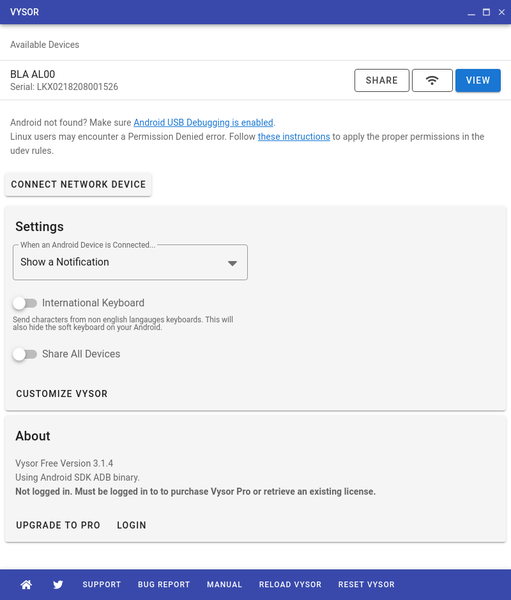 VYSOR
Available Devices
BLA AL00
Serial: LKX0218208001526
SHARE
VIEW
Android not found? Make sure Android USB Debugging is enabled.
Linux users may encounter a Permission Denied error. Follow these instructions to apply the proper permissions in the
udev rules.
CONNECT NETWORK DEVICE
Settings
When an Android Device is Connected...
Show a Notification
International Keyboard
Send characters from non english langauges keyboards. This will
also hide the soft keyboard on your Android.
Share All Devices
CUSTOMIZE VYSOR
About
Vysor Free Version 3.1.4
Using Android SDK ADB binary.
Not logged in. Must be logged in to to purchase Vysor Pro or retrieve an existing license.
UPGRADE TO PRO LOGIN
SUPPORT BUG REPORT MANUAL RELOAD VYSOR RESET VYSOR